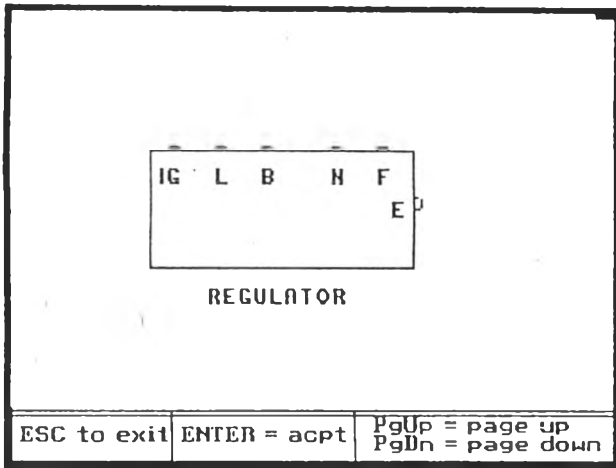 IG L B N F
E
REGULATOR
ESC to exit ENTER = acpt PgUp = page up
PgDn = page down